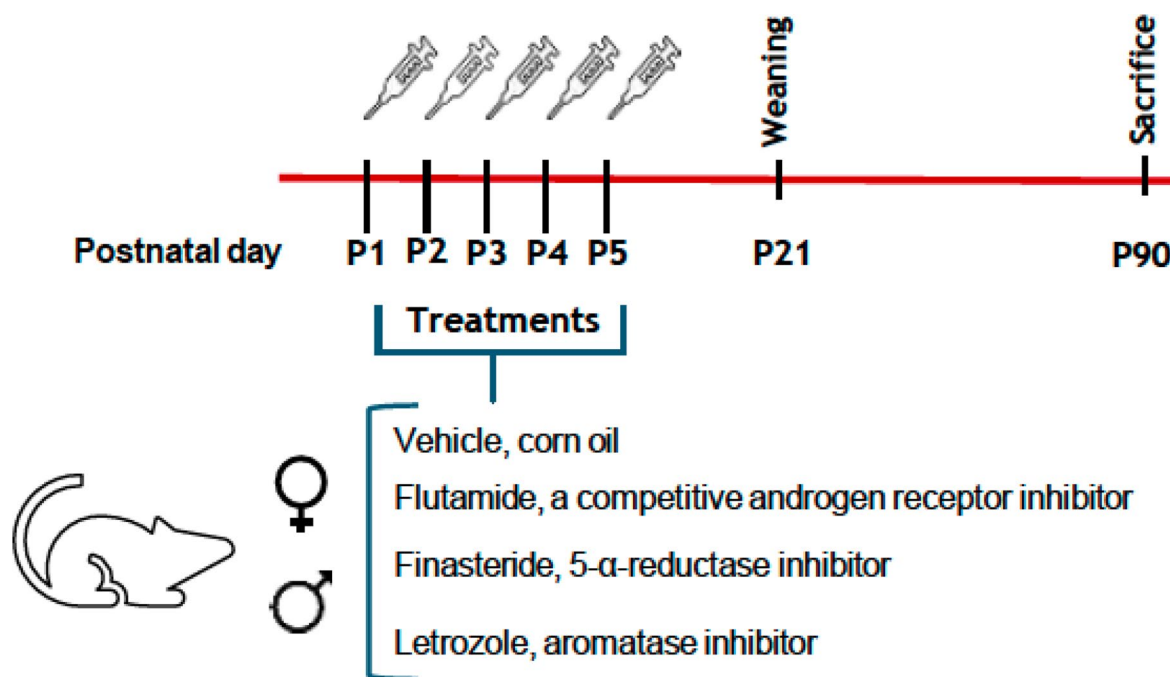 Weaning
Sacrifice
Postnatal day P1 P2 P3 P4 P5 P21 P90
Treatments
Vehicle, corn oil
Flutamide, a competitive androgen receptor inhibitor
Finasteride, 5-α-reductase inhibitor
Letrozole, aromatase inhibitor